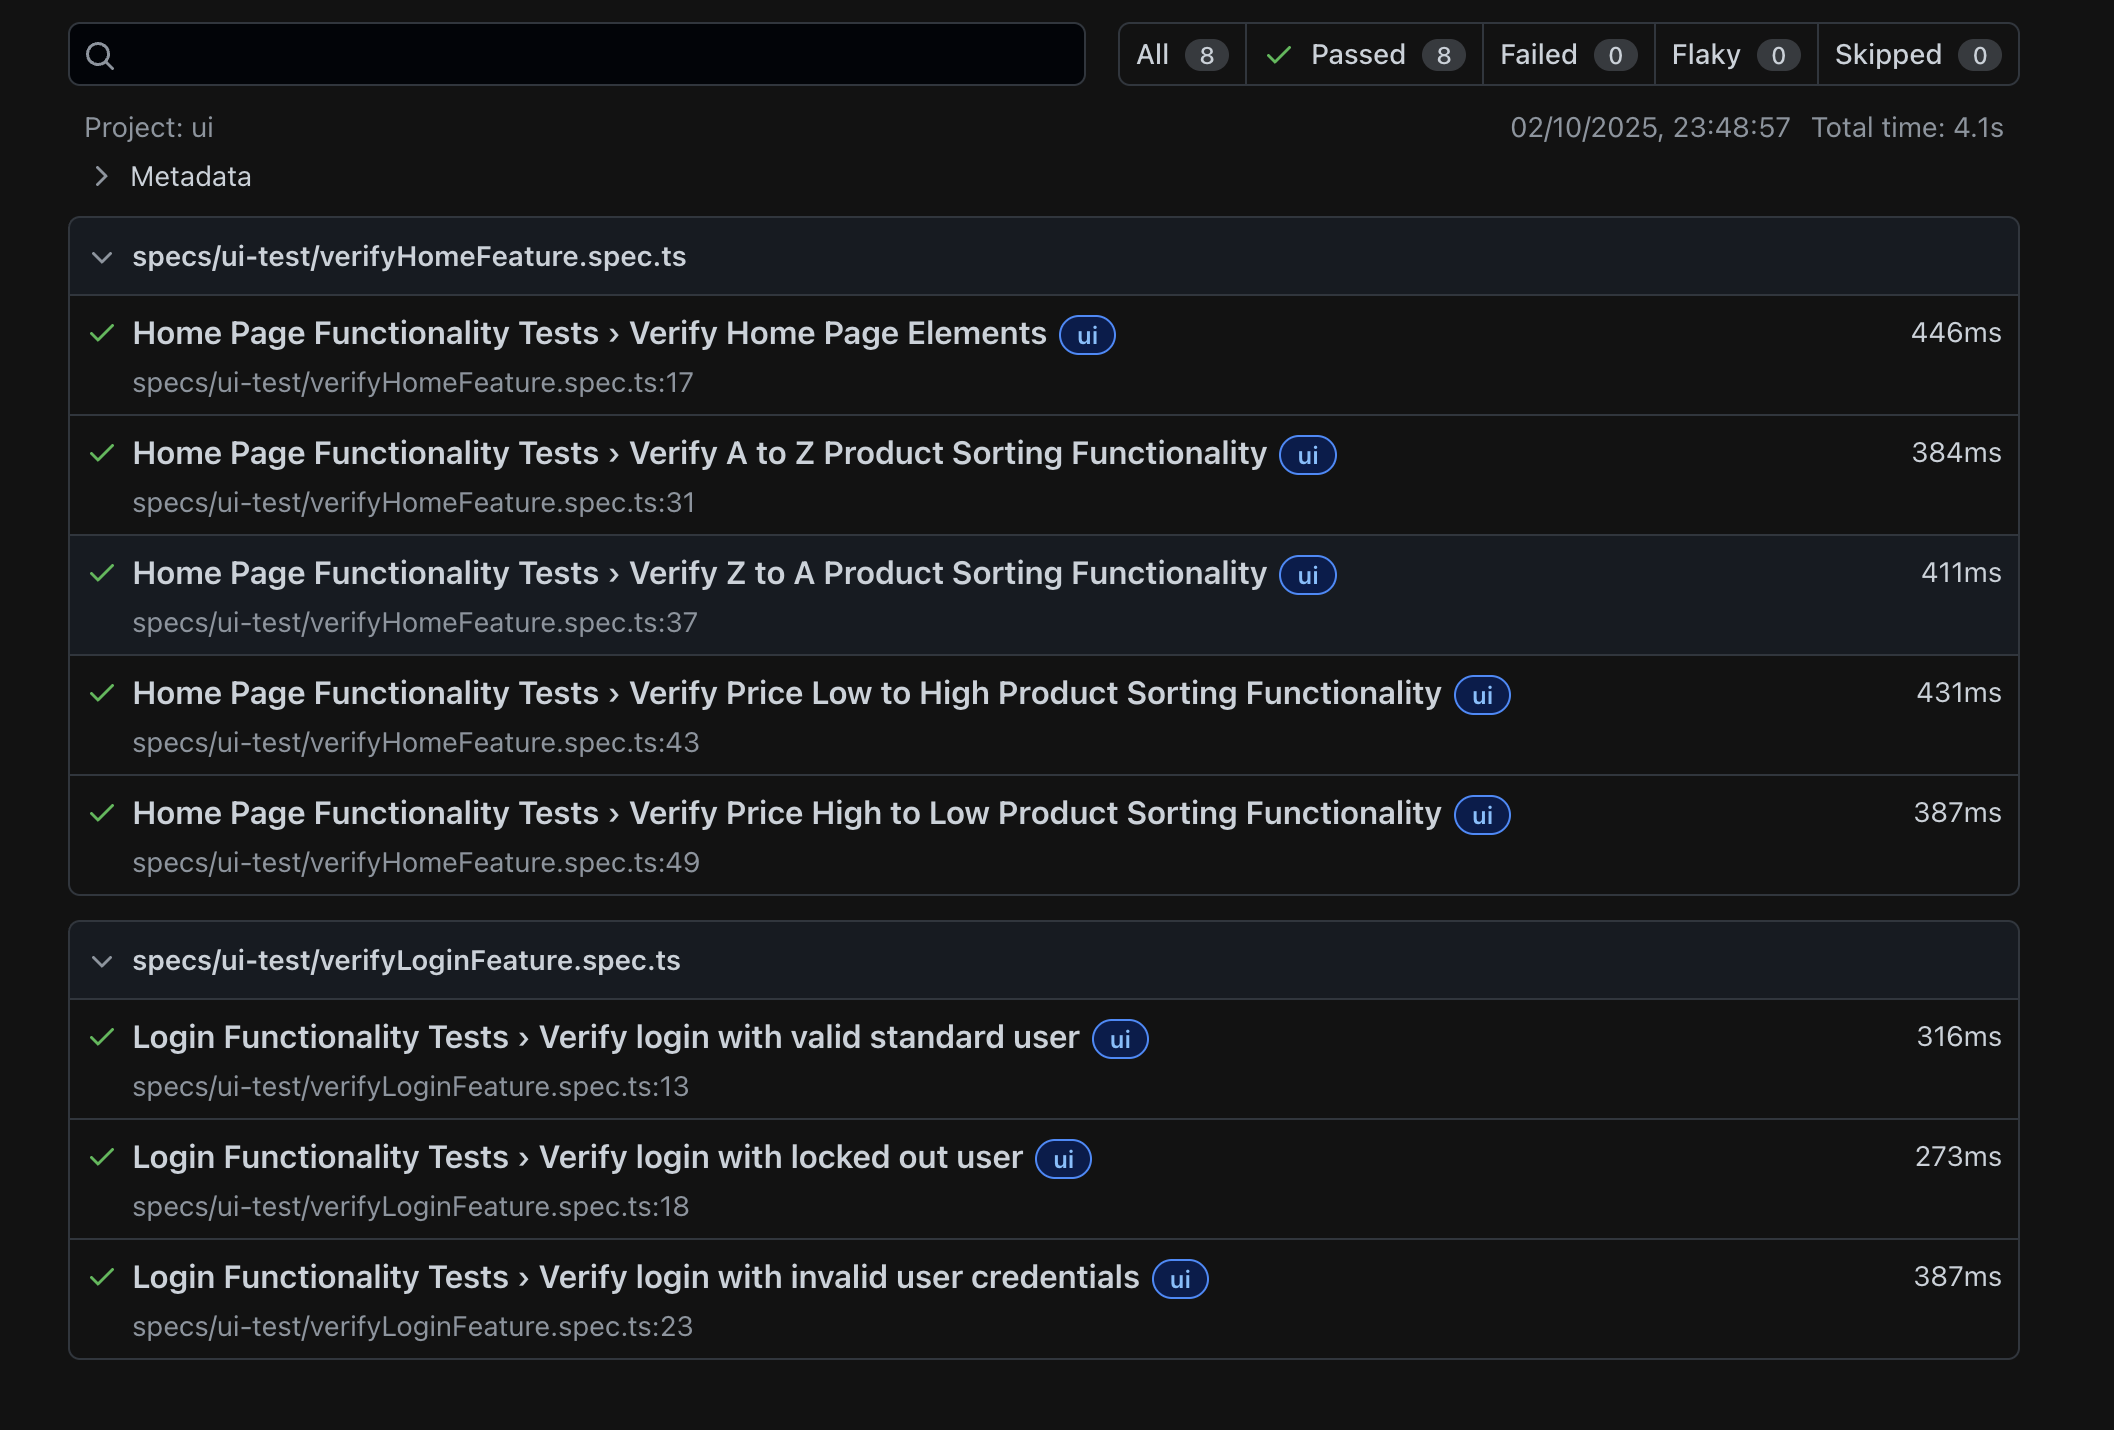 All 8 Passed 8 Failed 0 Flaky 0 Skipped 0
Project: ui 02/10/2025, 23:48:57 Total time: 4.1s
Metadata
specs/ui-test/verifyHomeFeature.spec.ts
Home Page Functionality Tests › Verify Home Page Elements ui 446ms
specs/ui-test/verifyHomeFeature.spec.ts:17
Home Page Functionality Tests › Verify A to Z Product Sorting Functionality ui 384ms
specs/ui-test/verifyHomeFeature.spec.ts:31
Home Page Functionality Tests › Verify Z to A Product Sorting Functionality ui 411ms
specs/ui-test/verifyHomeFeature.spec.ts:37
Home Page Functionality Tests › Verify Price Low to High Product Sorting Functionality ui 431ms
specs/ui-test/verifyHomeFeature.spec.ts:43
Home Page Functionality Tests › Verify Price High to Low Product Sorting Functionality ui 387ms
specs/ui-test/verifyHomeFeature.spec.ts:49
specs/ui-test/verifyLoginFeature.spec.ts
Login Functionality Tests › Verify login with valid standard user ui 316ms
specs/ui-test/verifyLoginFeature.spec.ts:13
Login Functionality Tests › Verify login with locked out user ui 273ms
specs/ui-test/verifyLoginFeature.spec.ts:18
Login Functionality Tests › Verify login with invalid user credentials ui 387ms
specs/ui-test/verifyLoginFeature.spec.ts:23